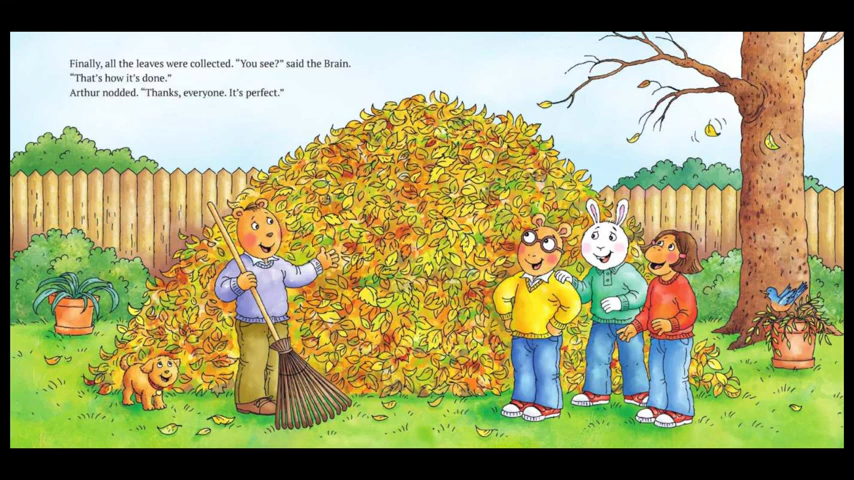 Finally, all the leaves were collected. “You see?” said the Brain.
“That’s how it’s done.”
Arthur nodded. “Thanks, everyone. It’s perfect.”